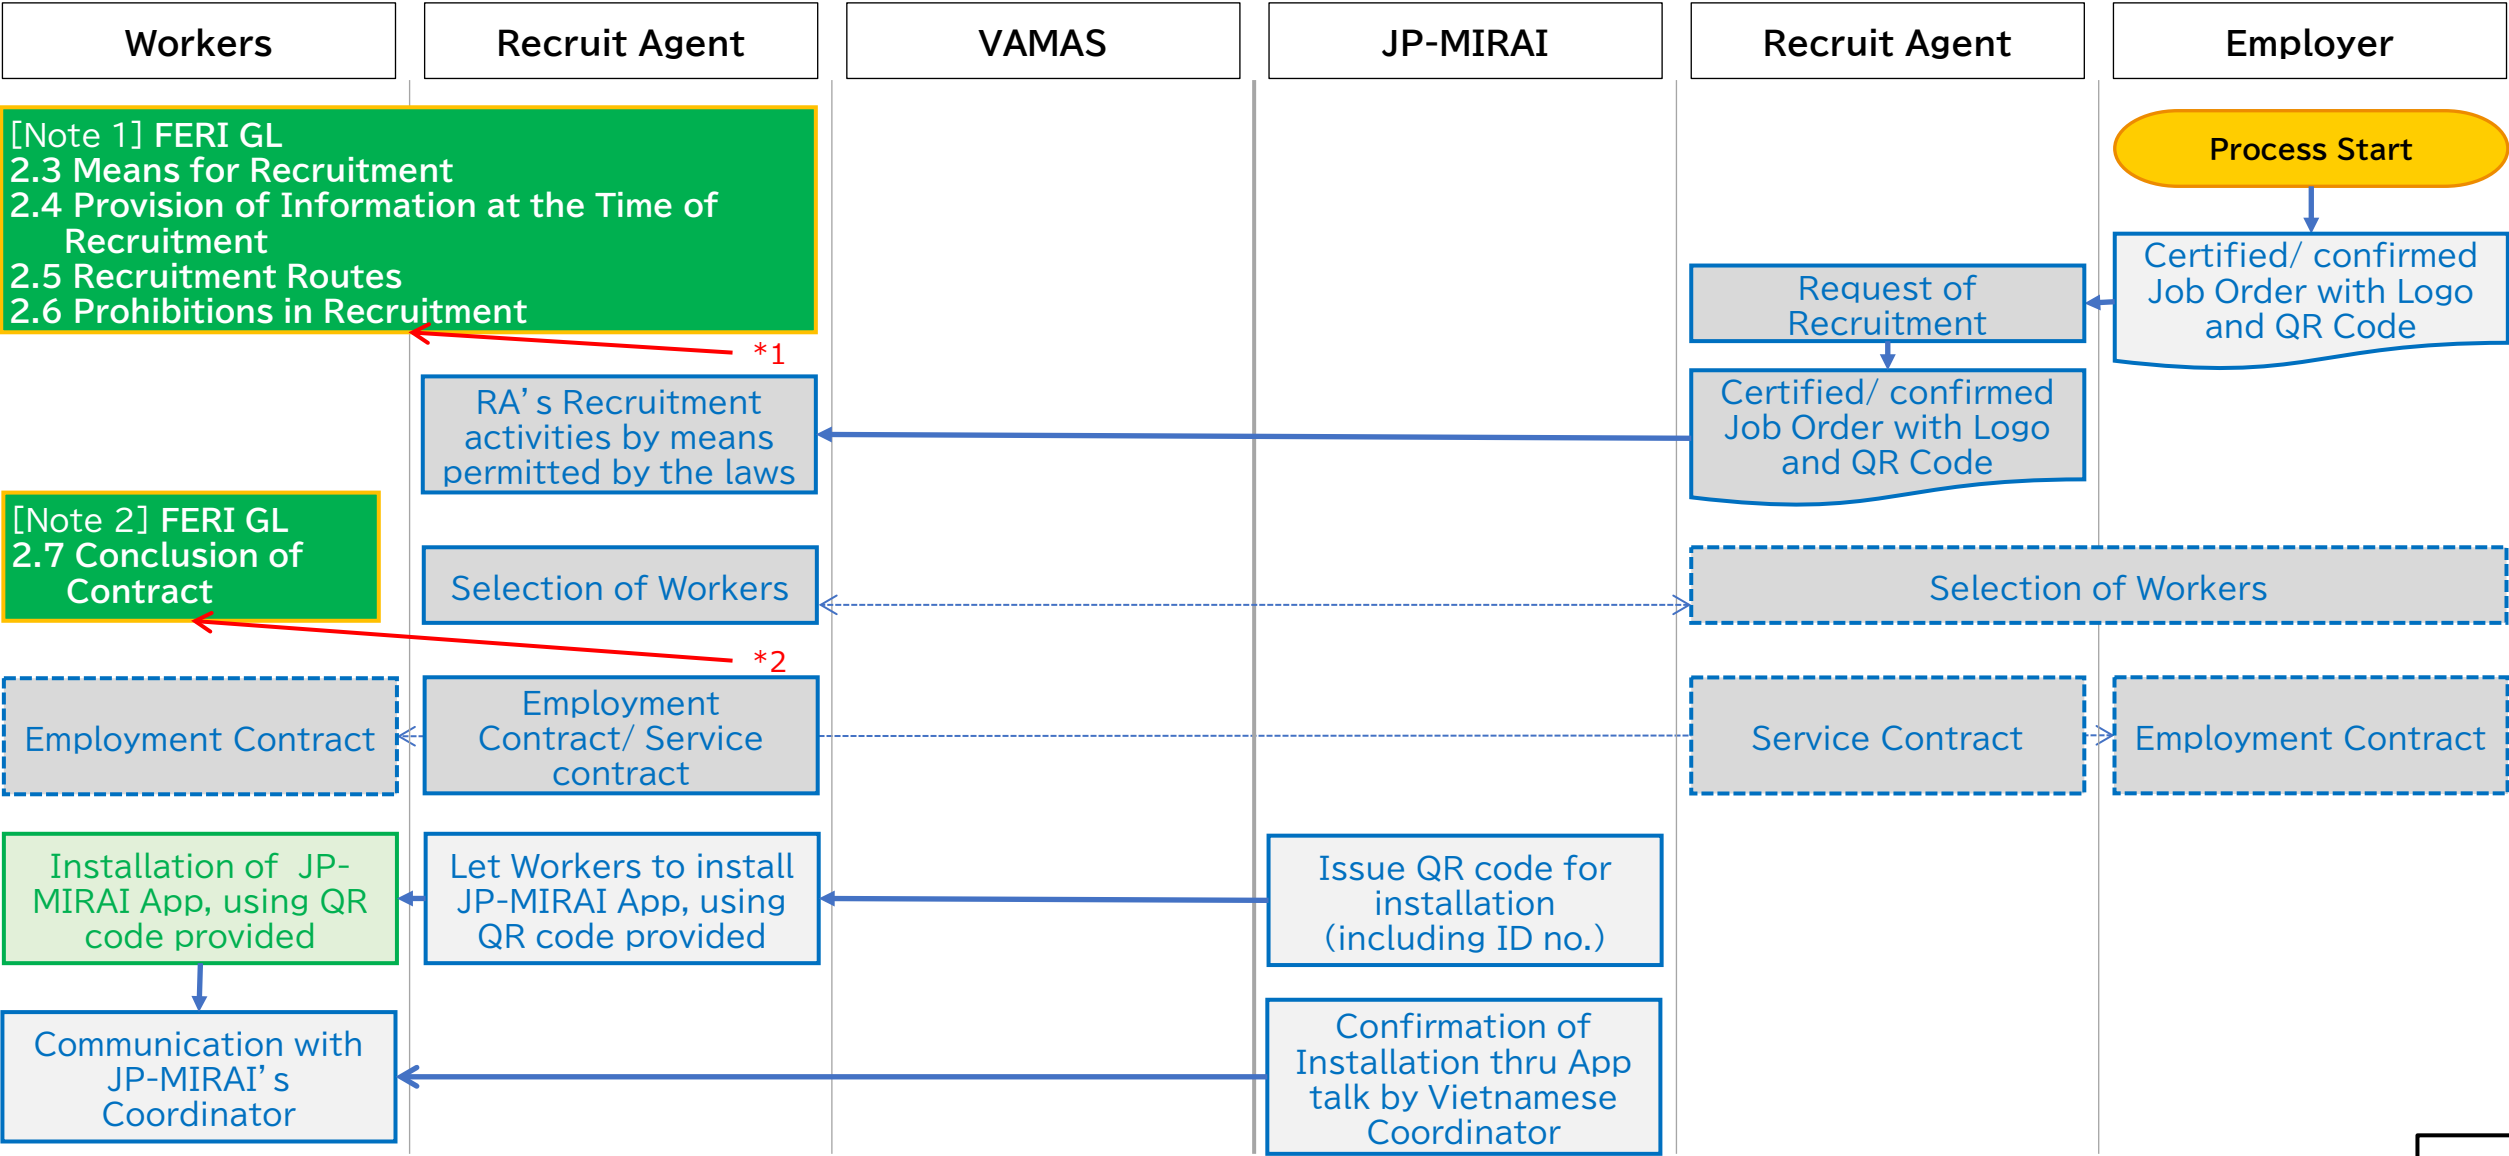 Workers
Recruit Agent
VAMAS
JP-MIRAI
Recruit Agent
Employer
[Note 1] FERI GL
2.3 Means for Recruitment
2.4 Provision of Information at the Time of
Recruitment
2.5 Recruitment Routes
2.6 Prohibitions in Recruitment
*1
Process Start
Certified/ confirmed
Job Order with Logo
and QR Code
Request of
Recruitment
Certified/ confirmed
Job Order with Logo
and QR Code
RA’s Recruitment
activities by means
permitted by the laws
[Note 2] FERI GL
2.7 Conclusion of
Contract
*2
Selection of Workers
Selection of Workers
Employment Contract
Employment
Contract/ Service
contract
Service Contract
Employment Contract
Installation of JP-
MIRAI App, using QR
code provided
Let Workers to install
JP-MIRAI App, using
QR code provided
Issue QR code for
installation
(including ID no.)
Communication with
JP-MIRAI’s
Coordinator
Confirmation of
Installation thru App
talk by Vietnamese
Coordinator